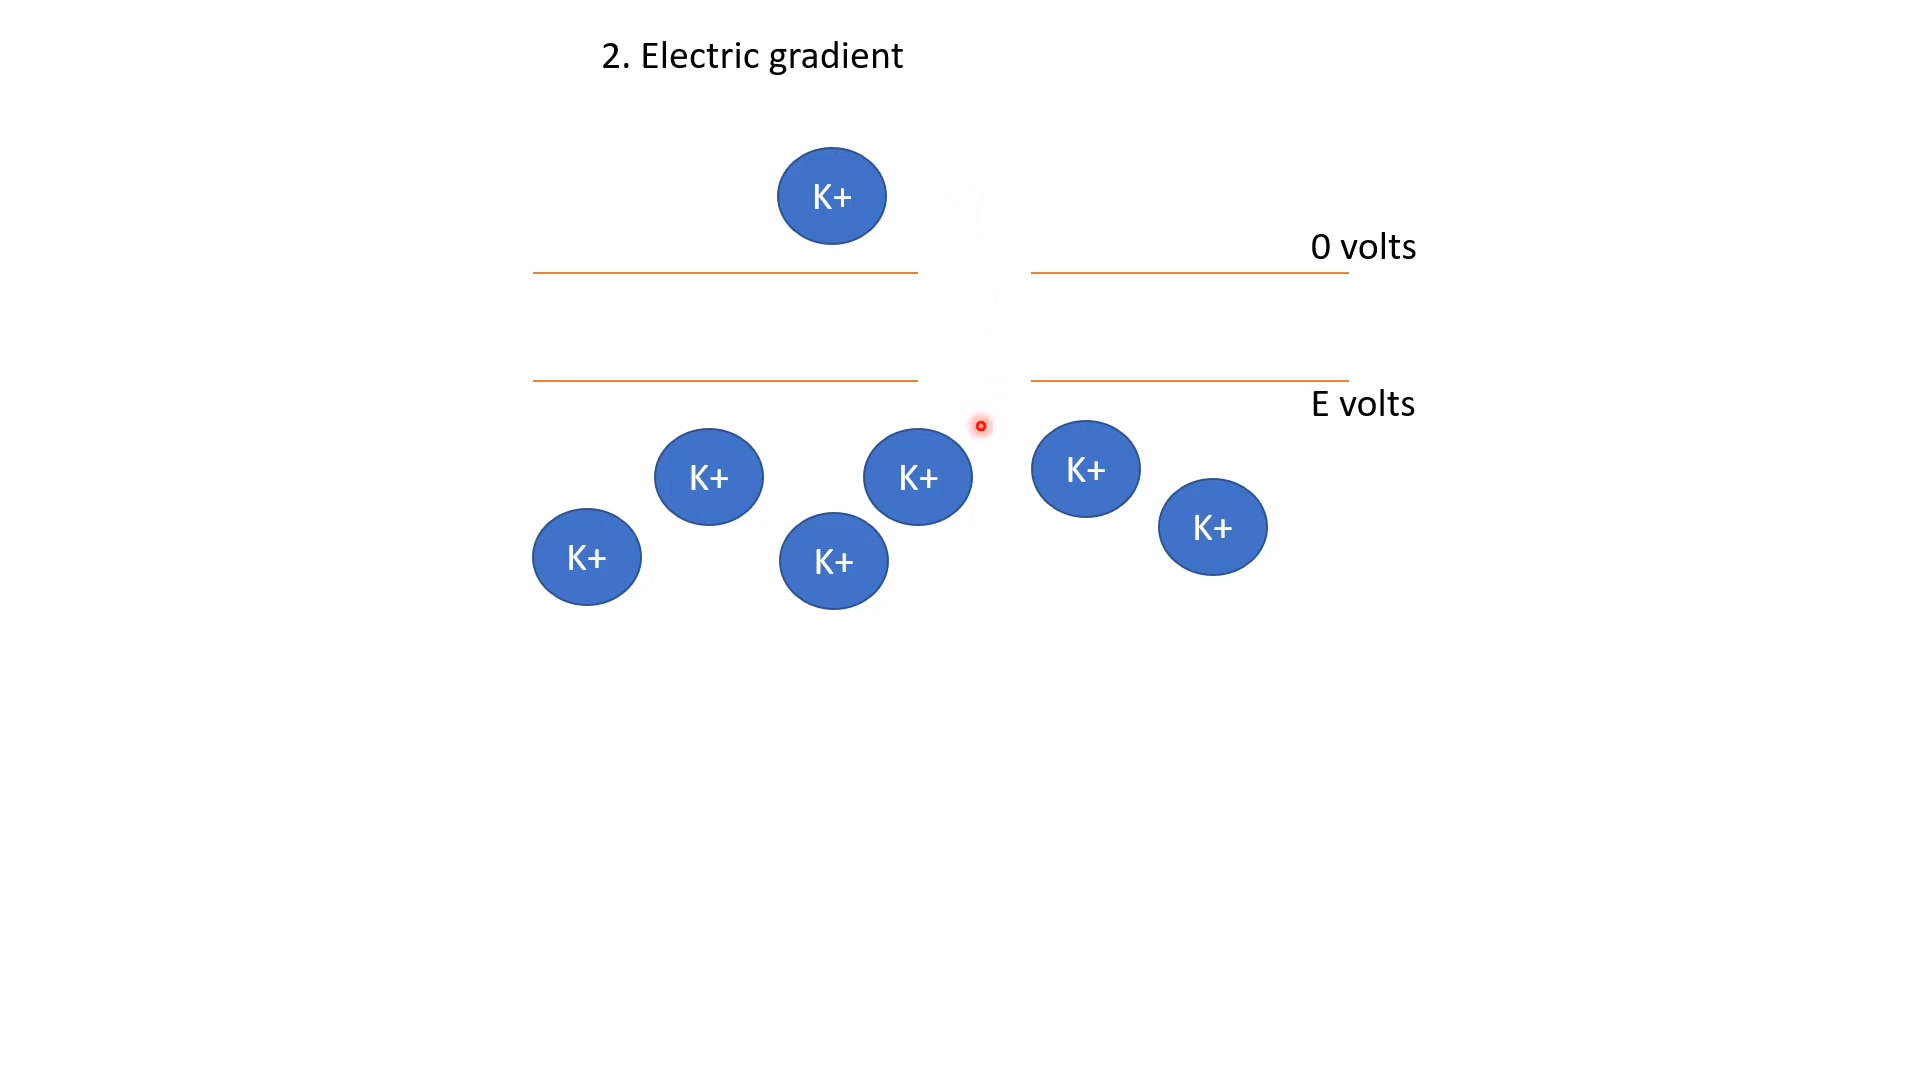 2. Electric gradient
K+
0 volts
E volts
K+
K+
K+
K+
K+
K+